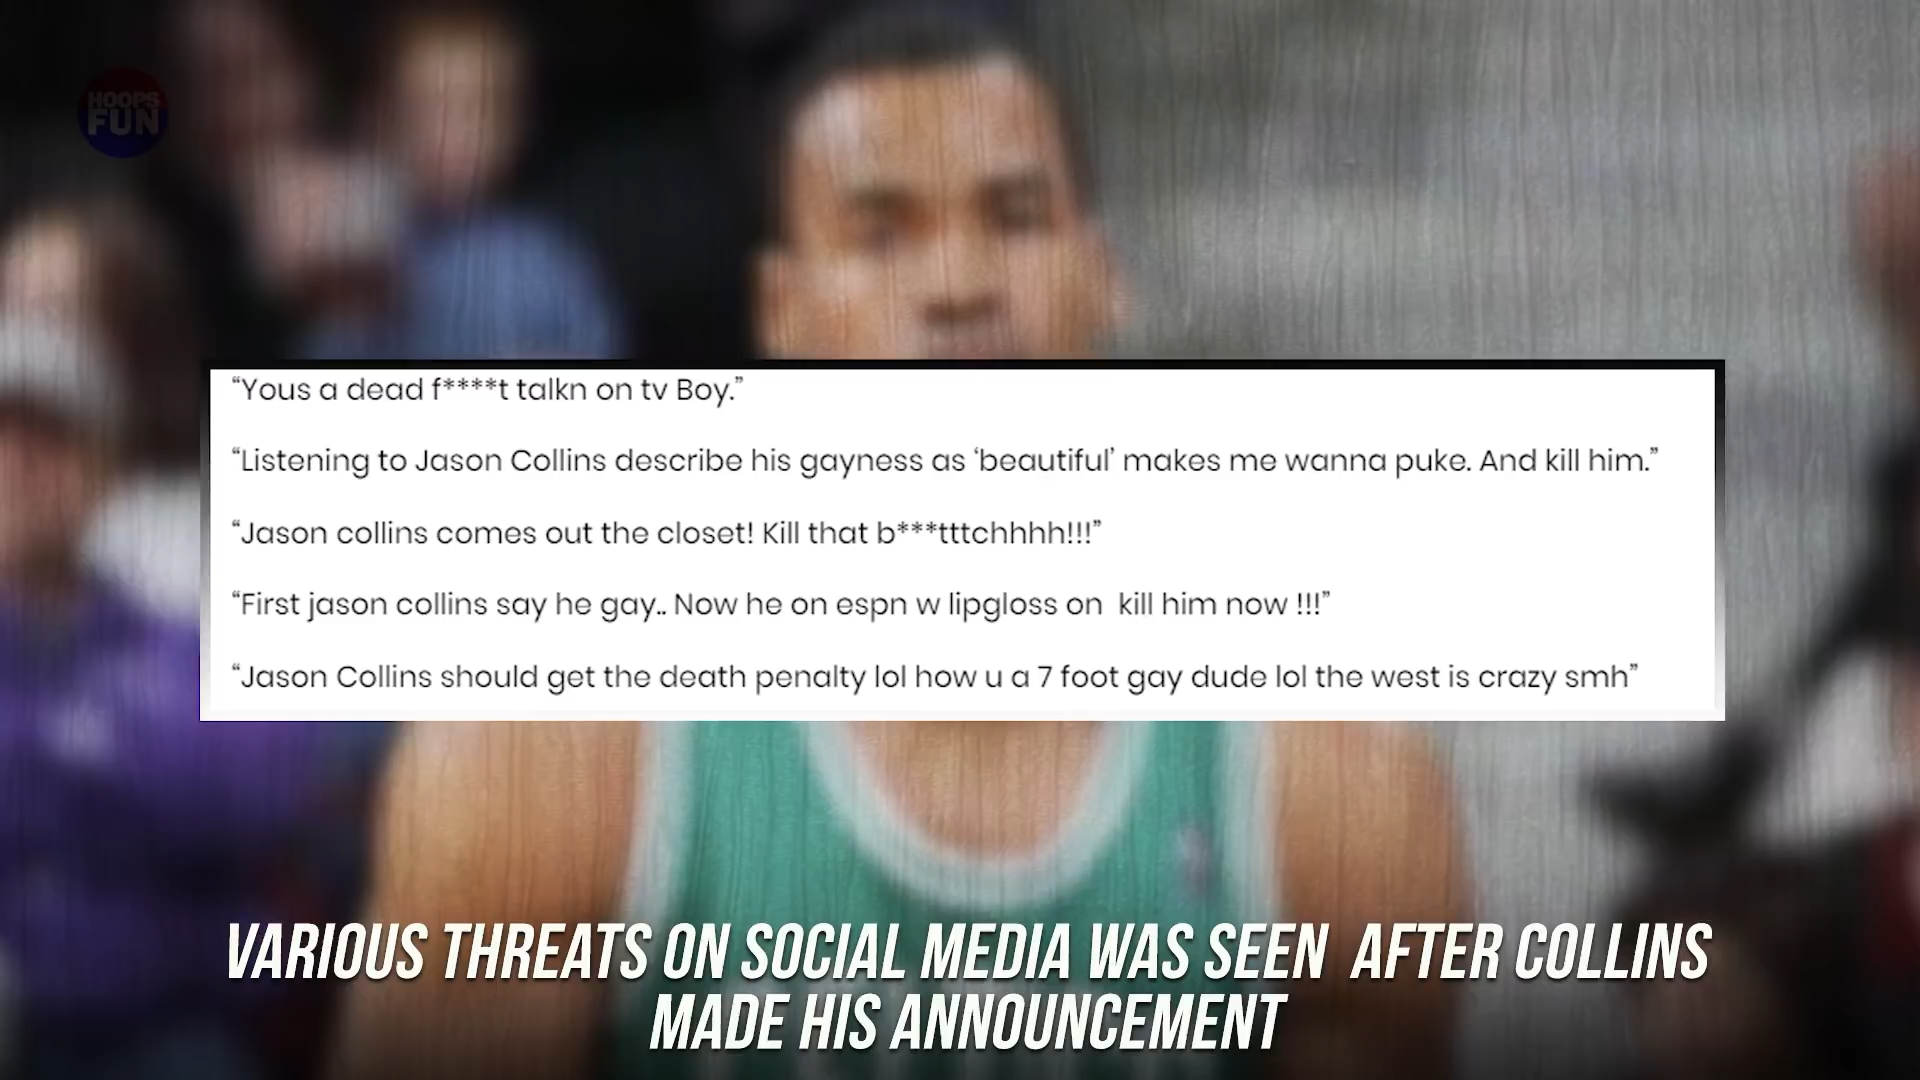 HOOPS
FUN
“Yous a dead f****t talkn on tv Boy.”
“Listening to Jason Collins describe his gayness as ‘beautiful’ makes me wanna puke. And kill him.”
“Jason collins comes out the closet! Kill that b***tttchhhh!!!”
“First jason collins say he gay.. Now he on espn w lipgloss on  kill him now !!!”
“Jason Collins should get the death penalty lol how u a 7 foot gay dude lol the west is crazy smh”
VARIOUS THREATS ON SOCIAL MEDIA WAS SEEN  AFTER COLLINS
MADE HIS ANNOUNCEMENT